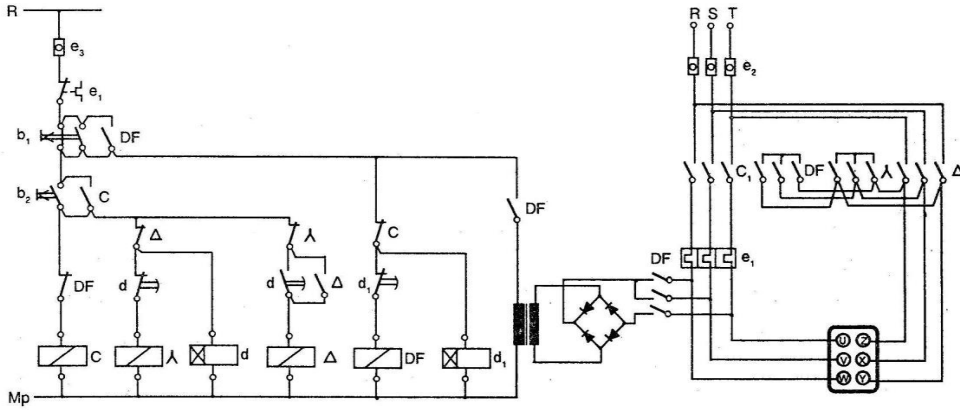 R
e₃
e₁
b₁
DF
b₂
C
DF
C
Δ
d
⅄
d
⅄
d
Δ
Δ
C
d₁
DF
DF
d₁
Mp
R S T
e₂
C₁
DF
⅄
Δ
DF
e₁
U Z
V X
W Y